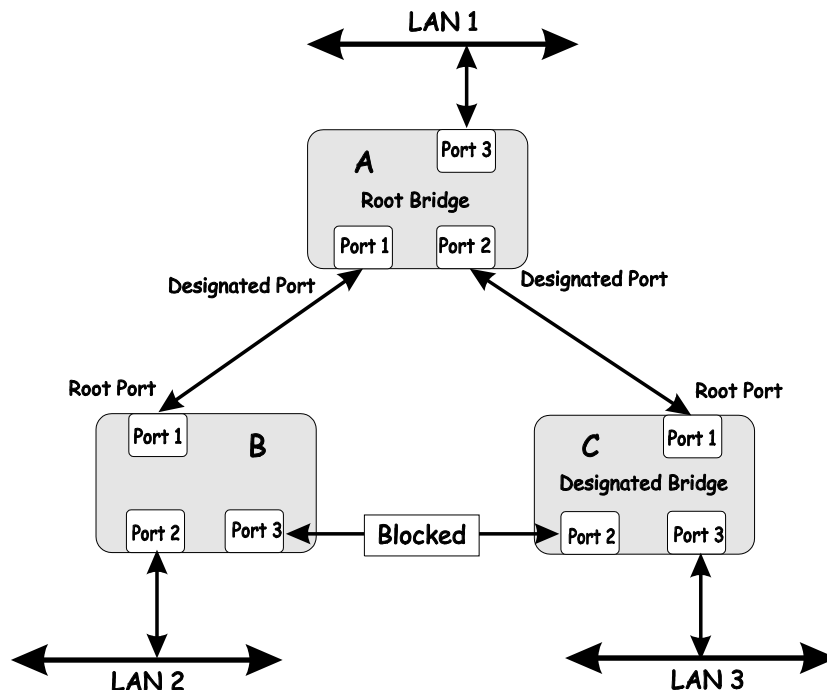 LAN 1
Port 3
A
Root Bridge
Port 1
Port 2
Designated Port
Designated Port
Root Port
Root Port
Port 1
B
C
Port 1
Designated Bridge
Port 2
Port 3
Blocked
Port 2
Port 3
LAN 2
LAN 3